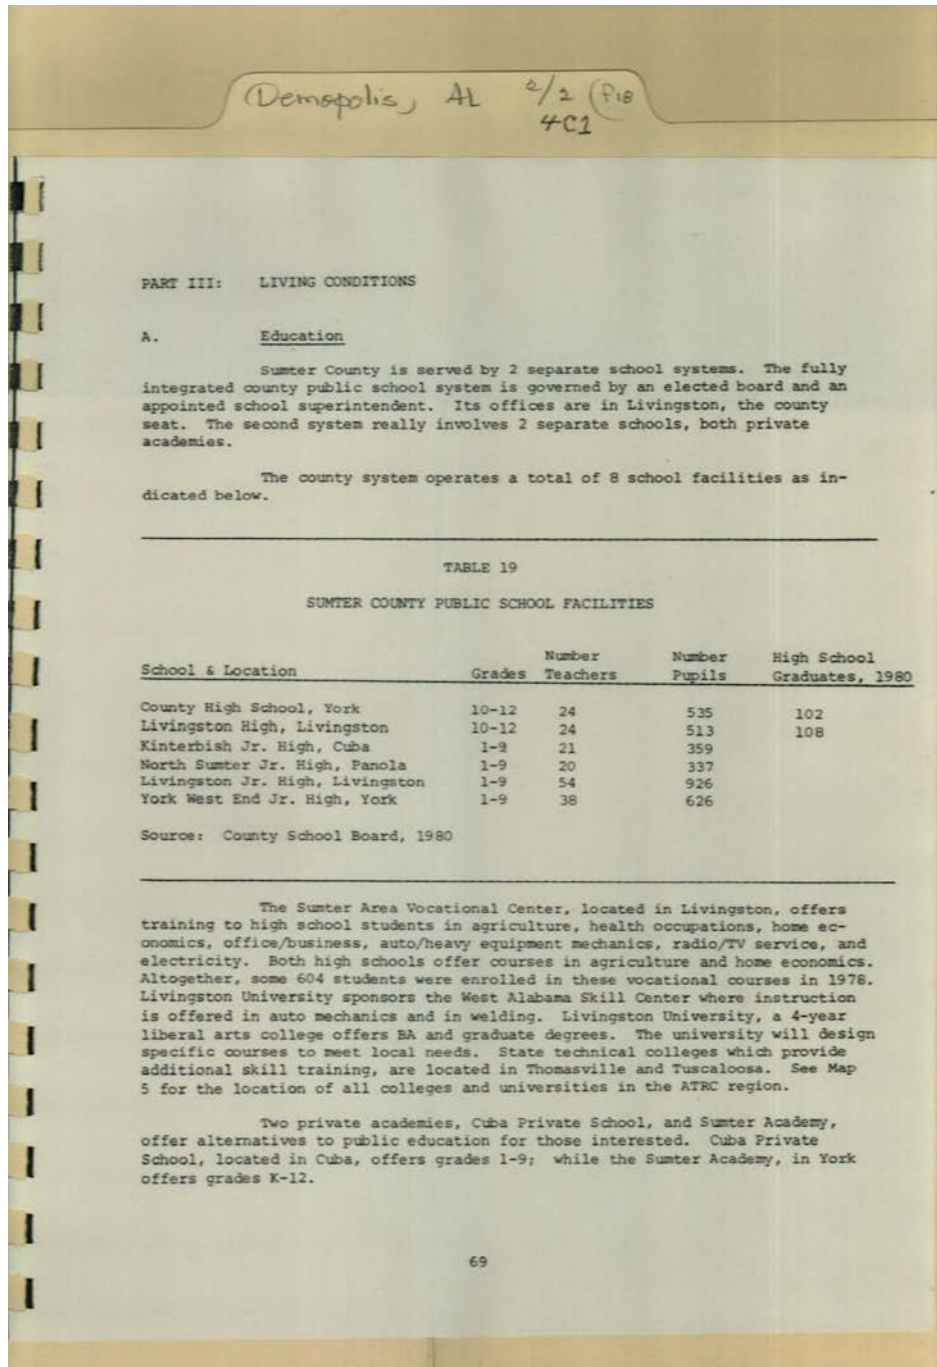 (Demopolis, AL 2/2 (P18
4C1
PART III: LIVING CONDITIONS
A. Education
Sumter County is served by 2 separate school systems. The fully
integrated county public school system is governed by an elected board and an
appointed school superintendent. Its offices are in Livingston, the county
seat. The second system really involves 2 separate schools, both private
academies.
The county system operates a total of 8 school facilities as in-
dicated below.
TABLE 19
SUMTER COUNTY PUBLIC SCHOOL FACILITIES
Number Number High School
School & Location Grades Teachers Pupils Graduates, 1980
County High School, York 10-12 24 535 102
Livingston High, Livingston 10-12 24 513 108
Kinterbish Jr. High, Cuba 1-9 21 359
North Sumter Jr. High, Panola 1-9 20 337
Livingston Jr. High, Livingston 1-9 54 926
York West End Jr. High, York 1-9 38 626
Source: County School Board, 1980
The Sumter Area Vocational Center, located in Livingston, offers
training to high school students in agriculture, health occupations, home ec-
onomics, office/business, auto/heavy equipment mechanics, radio/TV service, and
electricity. Both high schools offer courses in agriculture and home economics.
Altogether, some 604 students were enrolled in these vocational courses in 1978.
Livingston University sponsors the West Alabama Skill Center where instruction
is offered in auto mechanics and in welding. Livingston University, a 4-year
liberal arts college offers BA and graduate degrees. The university will design
specific courses to meet local needs. State technical colleges which provide
additional skill training, are located in Thomasville and Tuscaloosa. See Map
5 for the location of all colleges and universities in the ATRC region.
Two private academies, Cuba Private School, and Sumter Academy,
offer alternatives to public education for those interested. Cuba Private
School, located in Cuba, offers grades 1-9; while the Sumter Academy, in York
offers grades K-12.
69